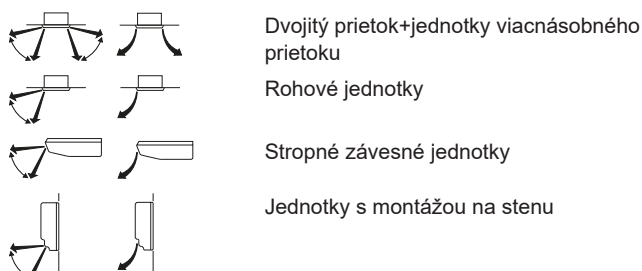 Dvojitý prietok+jednotky viacnásobného
prietoku
Rohové jednotky
Stropné závesné jednotky
Jednotky s montážou na stenu